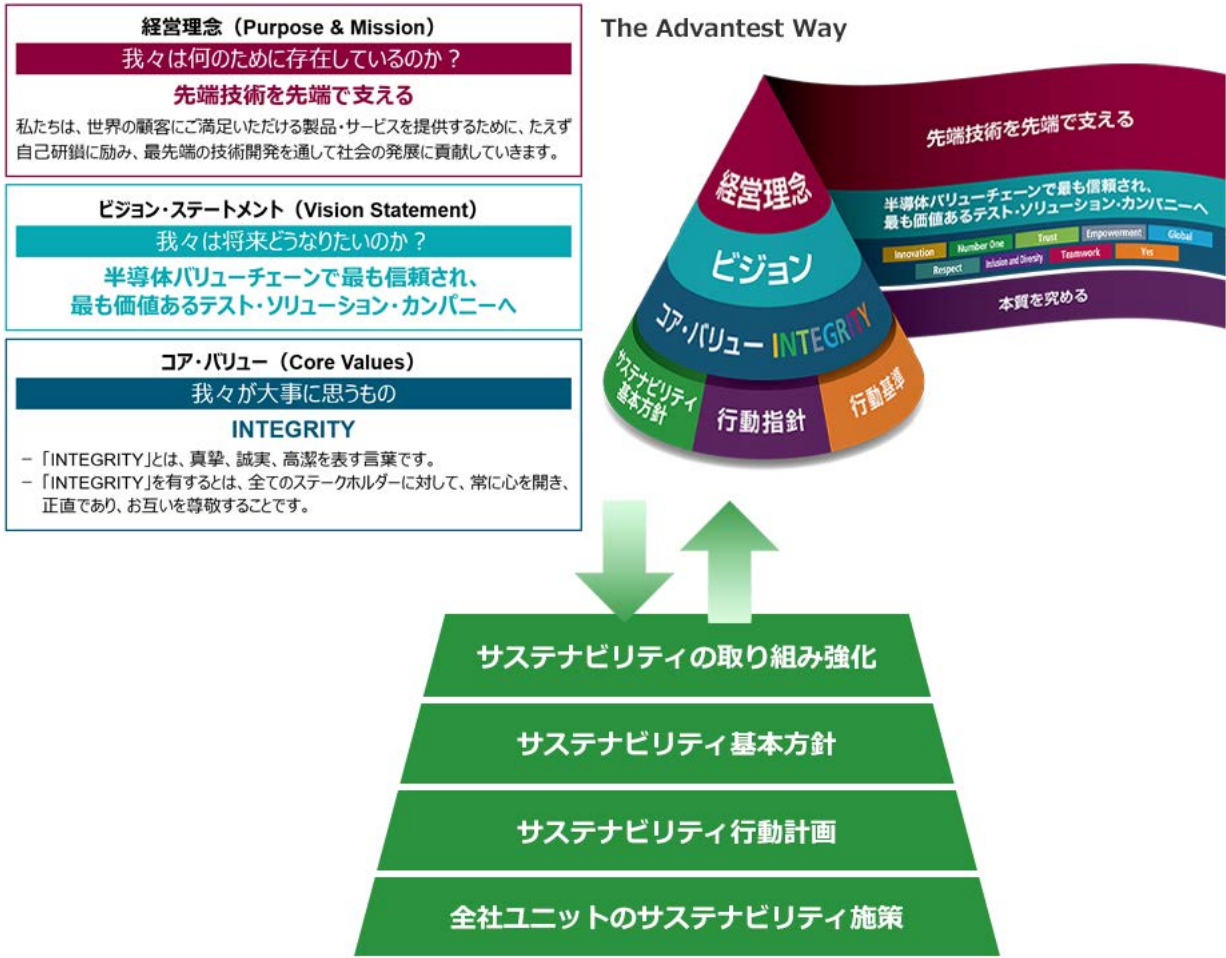 経営理念（Purpose & Mission）
我々は何のために存在しているのか？
先端技術を先端で支える
私たちは、世界の顧客にご満足いただける製品・サービスを提供するために、たえず
自己研鎖に励み、最先端の技術開発を通して社会の発展に貢献していきます。
ビジョン・ステートメント（Vision Statement）
我々は将来どうなりたいのか？
半導体バリューチェーンで最も信頼され、
最も価値あるテスト・ソリューション・カンパニーへ
コア・バリュー（Core Values）
我々が大事に思うもの
INTEGRITY
－「INTEGRITY」とは、真摯、誠実、高潔を表す言葉です。
－「INTEGRITY」を有するとは、全てのステークホルダーに対して、常に心を開き、
正直であり、お互いを尊敬することです。
The Advantest Way
経営理念
ビジョン
コア・バリュー INTEGRITY
サステナビリティ
基本方針
行動指針
行動基準
先端技術を先端で支える
半導体バリューチェーンで最も信頼され、
最も価値あるテスト・ソリューション・カンパニーへ
Innovation Number One Trust Empowerment Global
Respect Inclusion and Diversity Teamwork Yes
本質を究める
サステナビリティの取り組み強化
サステナビリティ基本方針
サステナビリティ行動計画
全社ユニットのサステナビリティ施策